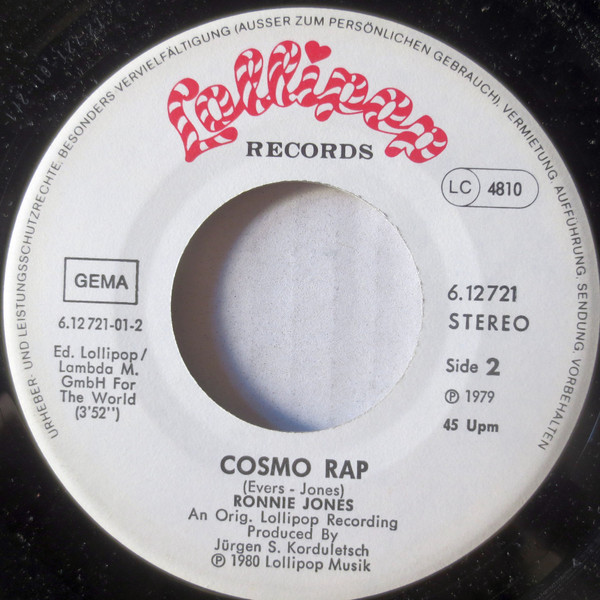 URHEBER- UND LEISTUNGSSCHUTZRECHTE, BESONDERS VERVIELFÄLTIGUNG (AUSSER ZUM PERSÖNLICHEN GEBRAUCH), VERMIETUNG, AUFFÜHRUNG, SENDUNG VORBEHALTEN
Lollipop
RECORDS
LC 4810
GEMA
6.12 721-01-2
Ed. Lollipop/
Lambda M.
GmbH For
The World
(3'52")
6.12721
STEREO
Side 2
℗ 1979
45 Upm
COSMO RAP
(Evers - Jones)
RONNIE JONES
An Orig. Lollipop Recording
Produced By
Jürgen S. Korduletsch
℗ 1980 Lollipop Musik